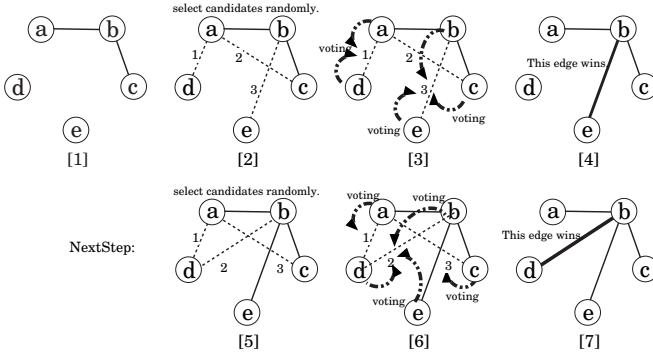 select candidates randomly.
a b
d c
e
[1]
a b
1 2
d 3 c
e
[2]
voting
a b
1 2
d 3 c
voting e voting
[3]
a b
This edge wins.
d c
e
[4]
NextStep:
select candidates randomly.
a b
1
d 2 3 c
e
[5]
voting voting
a b
1
d 2 3 c
voting e voting
[6]
a b
This edge wins.
d c
e
[7]